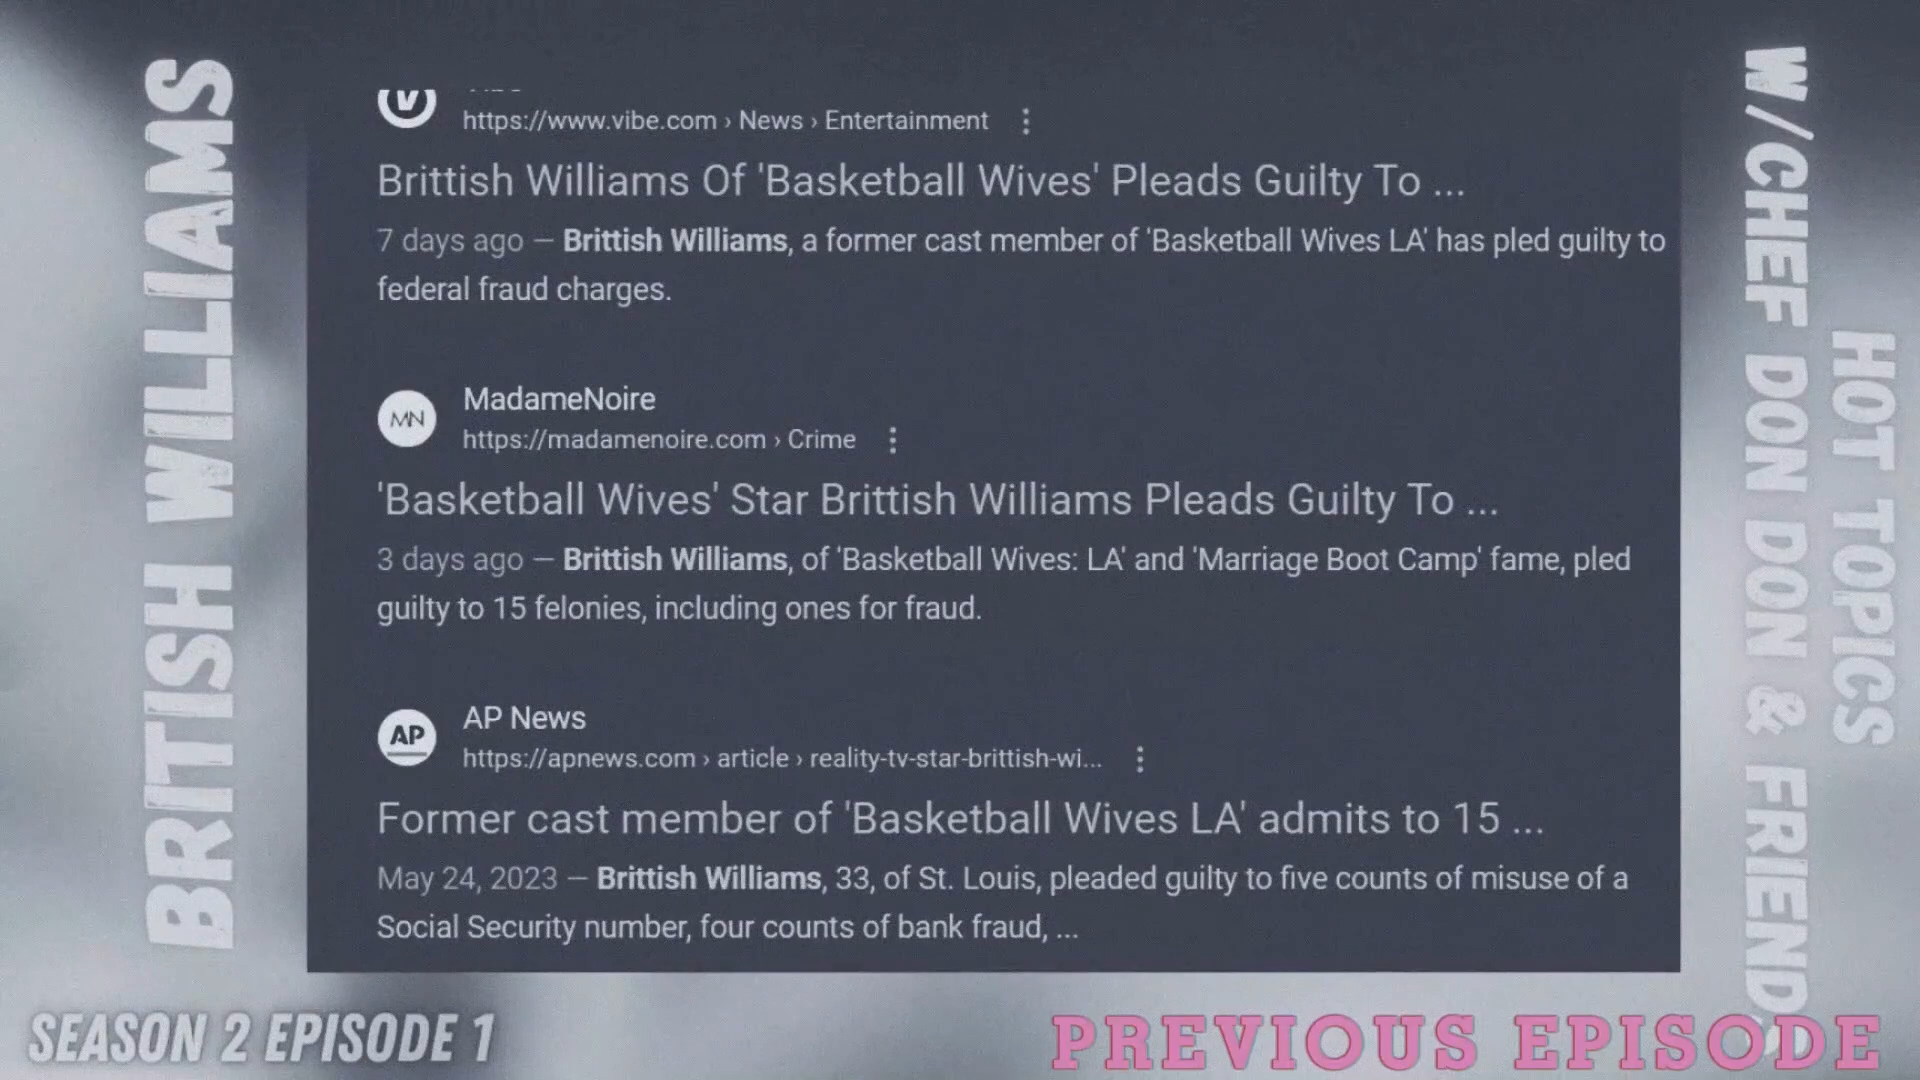 BRITISH WILLIAMS
https://www.vibe.com › News › Entertainment
Brittish Williams Of 'Basketball Wives' Pleads Guilty To ...
7 days ago — Brittish Williams, a former cast member of 'Basketball Wives LA' has pled guilty to
federal fraud charges.
MN
MadameNoire
https://madamenoire.com › Crime
'Basketball Wives' Star Brittish Williams Pleads Guilty To ...
3 days ago — Brittish Williams, of 'Basketball Wives: LA' and 'Marriage Boot Camp' fame, pled
guilty to 15 felonies, including ones for fraud.
AP
AP News
https://apnews.com › article › reality-tv-star-brittish-wi...
Former cast member of 'Basketball Wives LA' admits to 15 ...
May 24, 2023 — Brittish Williams, 33, of St. Louis, pleaded guilty to five counts of misuse of a
Social Security number, four counts of bank fraud, ...
HOT TOPICS
W/CHEF DON DON & FRIENDS
SEASON 2 EPISODE 1
PREVIOUS EPISODE